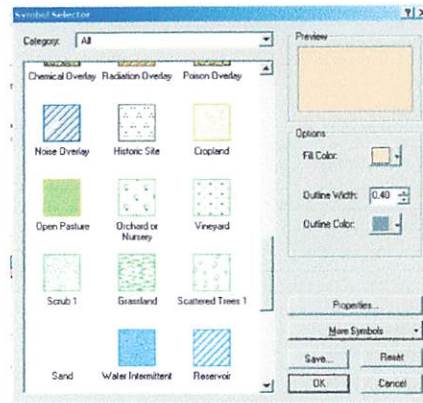 Symbol Selector
Category: All
Chemical Overlay Radiation Overlay Poison Overlay
Noise Overlay Historic Site Cropland
Open Pasture Orchard or Nursery Vineyard
Scrub 1 Grassland Scattered Trees 1
Sand Water Intermittent Reservoir
Preview
Options
Fill Color:
Outline Width: 0.40
Outline Color:
Properties...
More Symbols
Save... Reset
OK Cancel